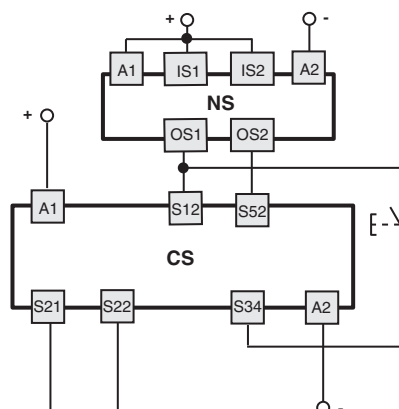 + -
A1 IS1 IS2 A2
NS
OS1 OS2
+
A1 S12 S52
CS
S21 S22 S34 A2
-